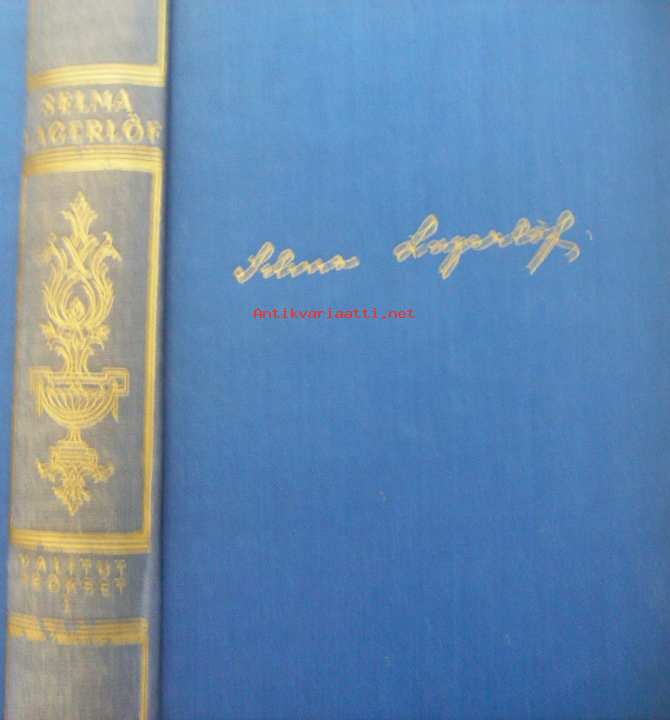 SELMA
LAGERLÖF
VALITUT
TEOKSET
I
Selma Lagerlöf
Antikvariaatti.net